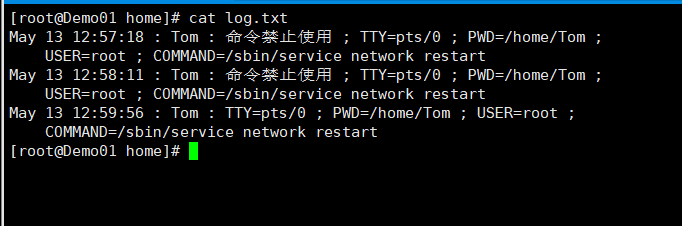 [root@Demo01 home]# cat log.txt
May 13 12:57:18 : Tom : 命令禁止使用 ; TTY=pts/0 ; PWD=/home/Tom ;
    USER=root ; COMMAND=/sbin/service network restart
May 13 12:58:11 : Tom : 命令禁止使用 ; TTY=pts/0 ; PWD=/home/Tom ;
    USER=root ; COMMAND=/sbin/service network restart
May 13 12:59:56 : Tom : TTY=pts/0 ; PWD=/home/Tom ; USER=root ;
    COMMAND=/sbin/service network restart
[root@Demo01 home]#